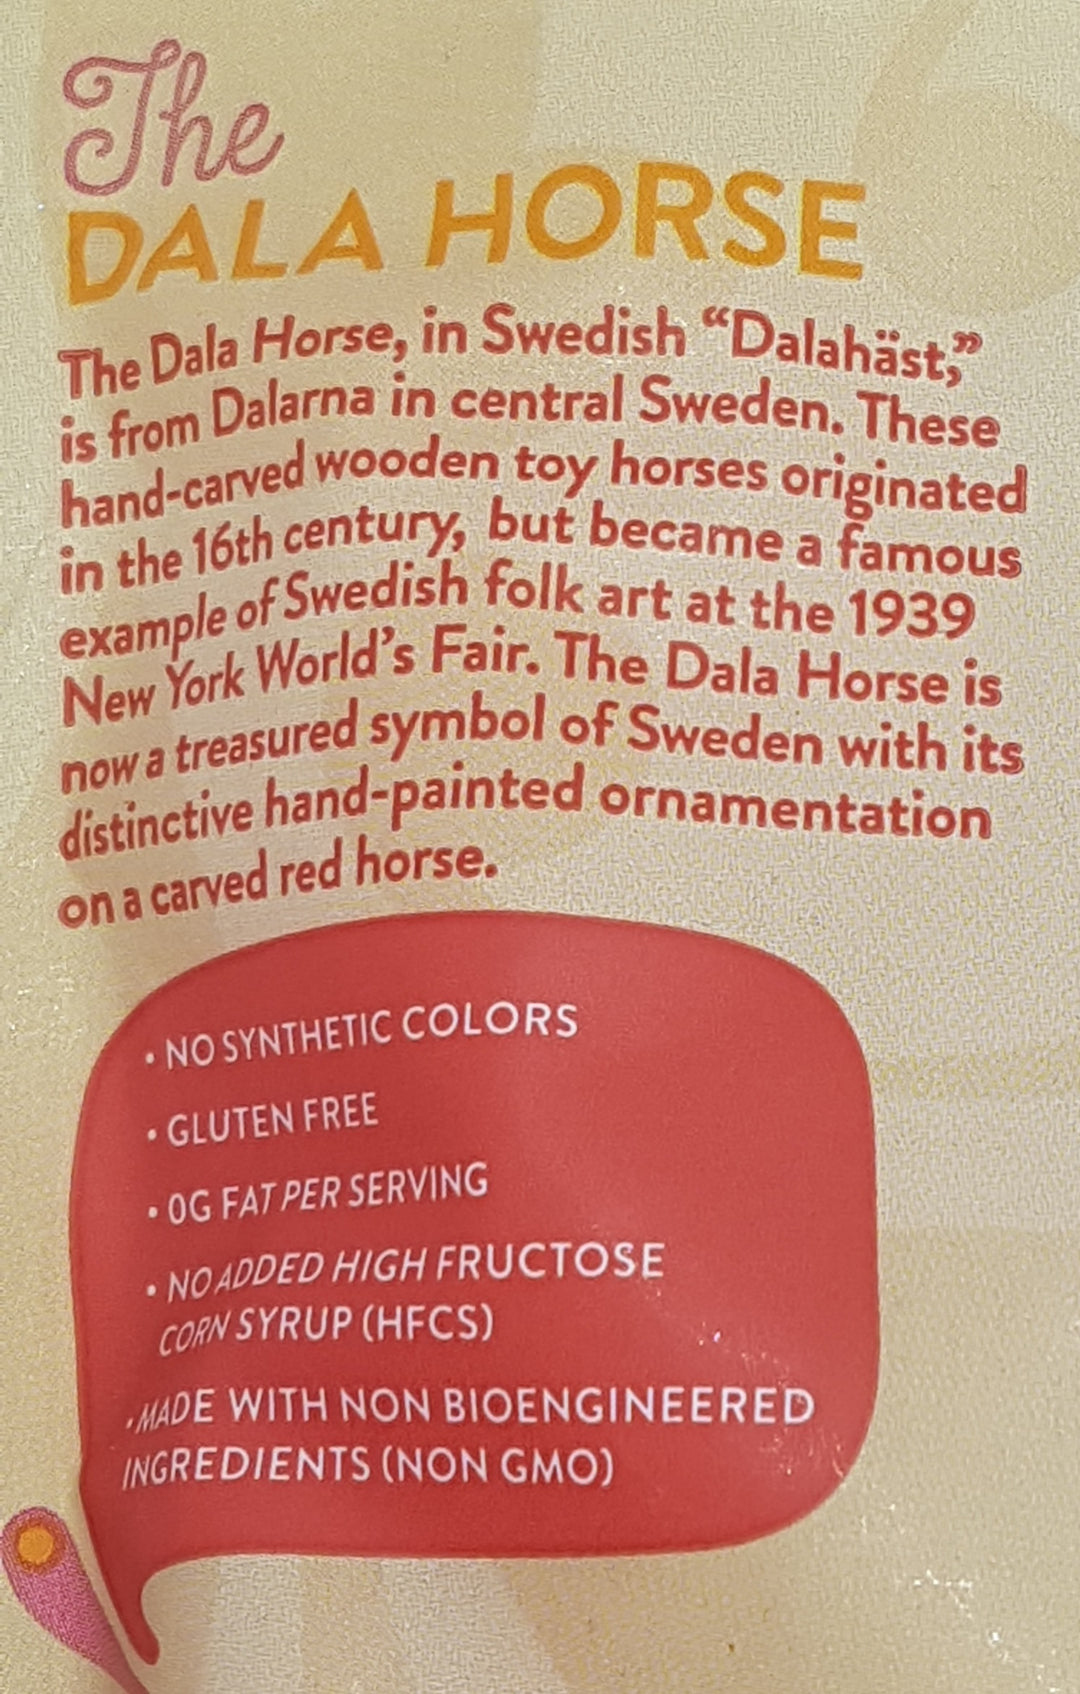 The
DALA HORSE
The Dala Horse, in Swedish “Dalahäst,”
is from Dalarna in central Sweden. These
hand-carved wooden toy horses originated
in the 16th century, but became a famous
example of Swedish folk art at the 1939
New York World’s Fair. The Dala Horse is
now a treasured symbol of Sweden with its
distinctive hand-painted ornamentation
on a carved red horse.
• NO SYNTHETIC COLORS
• GLUTEN FREE
• 0G FAT PER SERVING
• NO ADDED HIGH FRUCTOSE
CORN SYRUP (HFCS)
• MADE WITH NON BIOENGINEERED
INGREDIENTS (NON GMO)